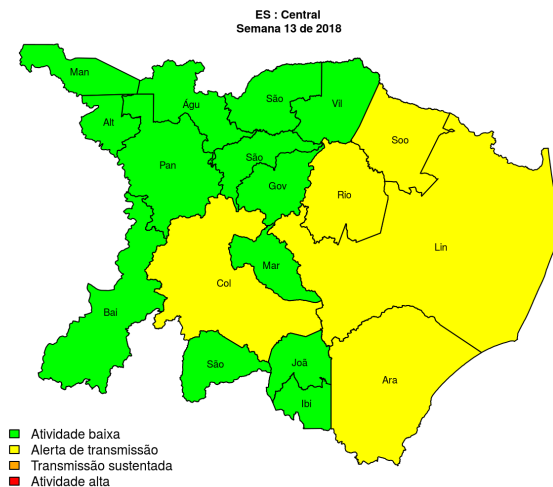 ES : Central
Semana 13 de 2018
Man
Águ
São
Vil
Alt
Soo
São
Pan
Gov
Rio
Lin
Mar
Col
Bai
São
Joã
Ara
Ibi
Atividade baixa
Alerta de transmissão
Transmissão sustentada
Atividade alta